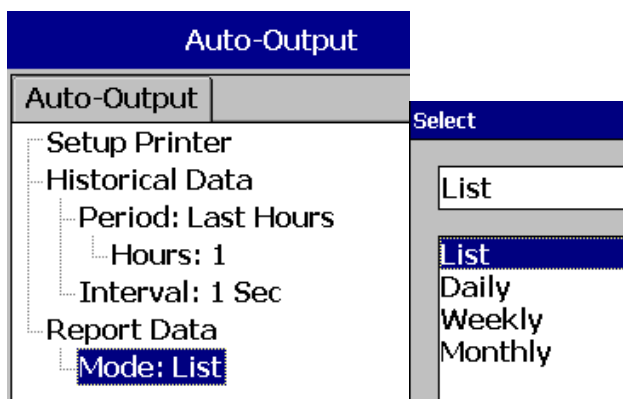 Auto-Output
Auto-Output
Setup Printer
Historical Data
Period: Last Hours
Hours: 1
Interval: 1 Sec
Report Data
Mode: List
Select
List
List
Daily
Weekly
Monthly